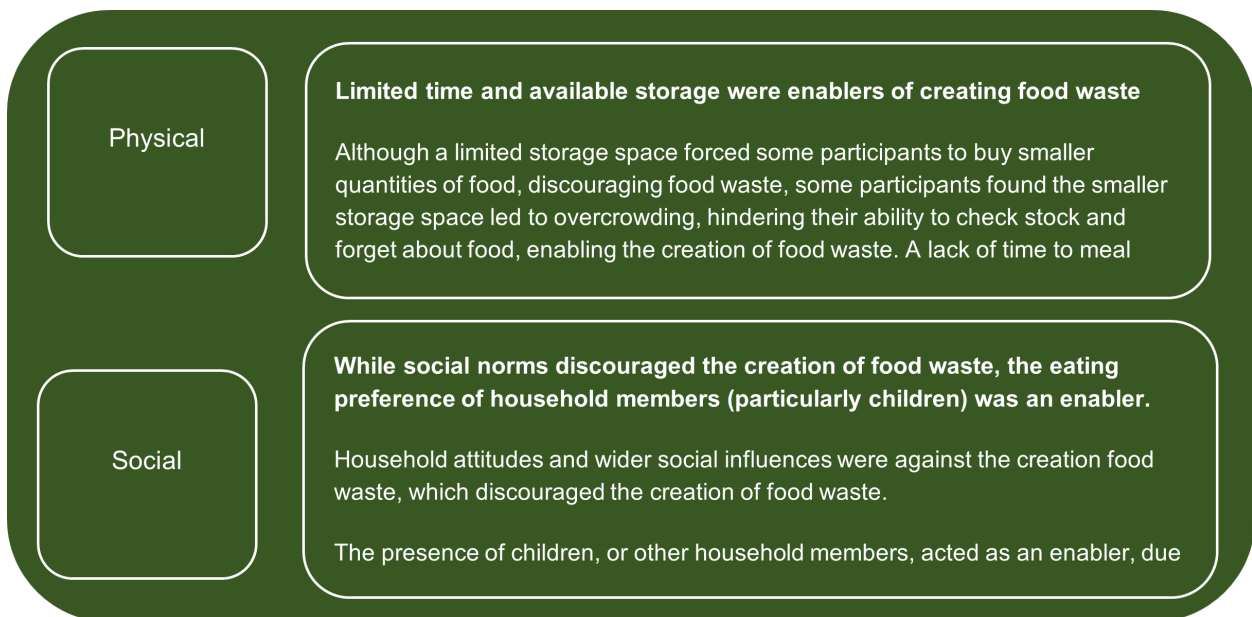 Physical
Limited time and available storage were enablers of creating food waste
Although a limited storage space forced some participants to buy smaller
quantities of food, discouraging food waste, some participants found the smaller
storage space led to overcrowding, hindering their ability to check stock and
forget about food, enabling the creation of food waste. A lack of time to meal
Social
While social norms discouraged the creation of food waste, the eating
preference of household members (particularly children) was an enabler.
Household attitudes and wider social influences were against the creation food
waste, which discouraged the creation of food waste.
The presence of children, or other household members, acted as an enabler, due